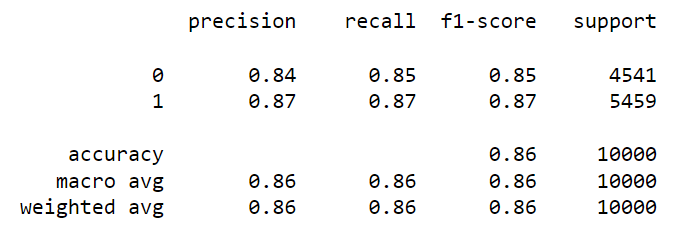 precision recall f1-score support
0 0.84 0.85 0.85 4541
1 0.87 0.87 0.87 5459
accuracy 0.86 10000
macro avg 0.86 0.86 0.86 10000
weighted avg 0.86 0.86 0.86 10000